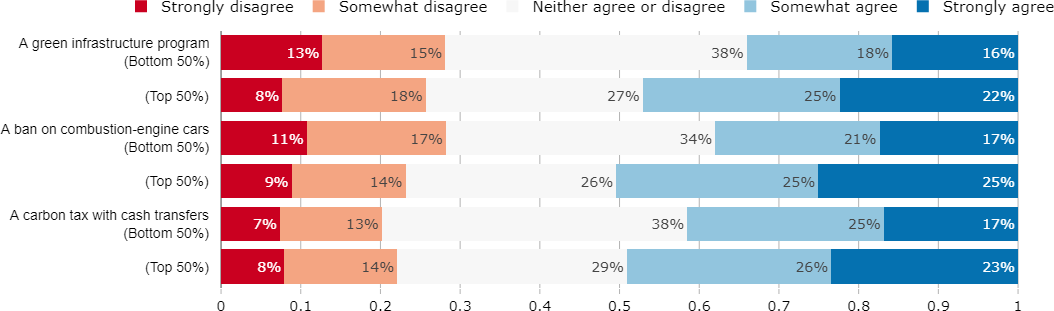 Strongly disagree Somewhat disagree Neither agree or disagree Somewhat agree Strongly agree
A green infrastructure program
(Bottom 50%)
13% 15% 38% 18% 16%
(Top 50%)
8% 18% 27% 25% 22%
A ban on combustion-engine cars
(Bottom 50%)
11% 17% 34% 21% 17%
(Top 50%)
9% 14% 26% 25% 25%
A carbon tax with cash transfers
(Bottom 50%)
7% 13% 38% 25% 17%
(Top 50%)
8% 14% 29% 26% 23%
0 0.1 0.2 0.3 0.4 0.5 0.6 0.7 0.8 0.9 1